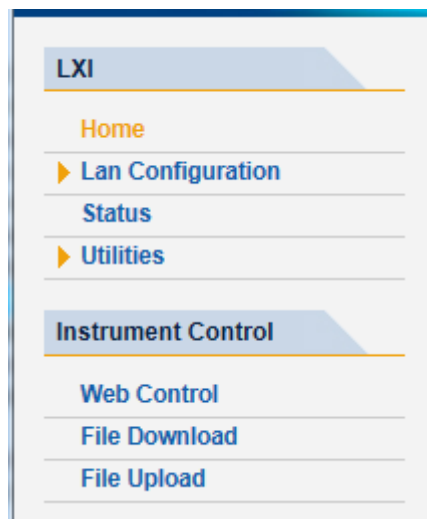 LXI
Home
Lan Configuration
Status
Utilities
Instrument Control
Web Control
File Download
File Upload